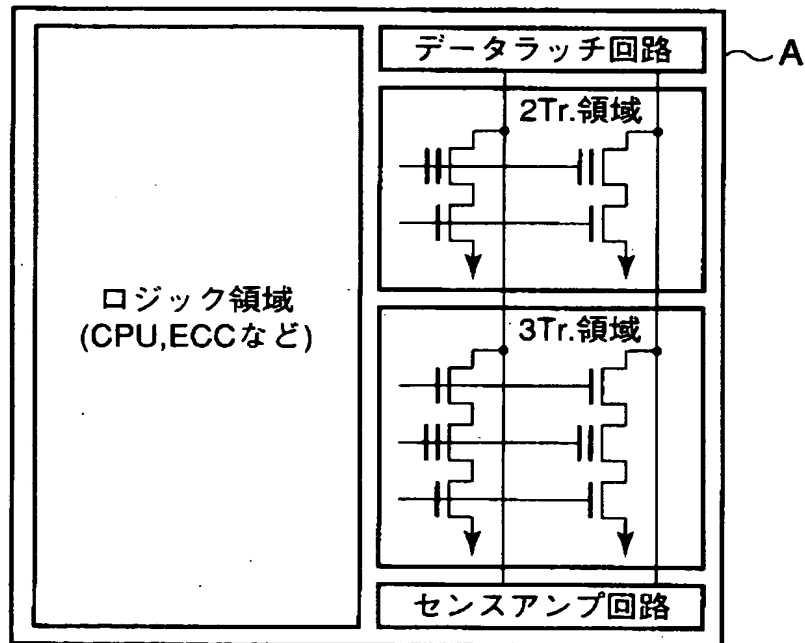 データラッチ回路
A
2Tr.領域
ロジック領域
(CPU,ECCなど)
3Tr.領域
センスアンプ回路